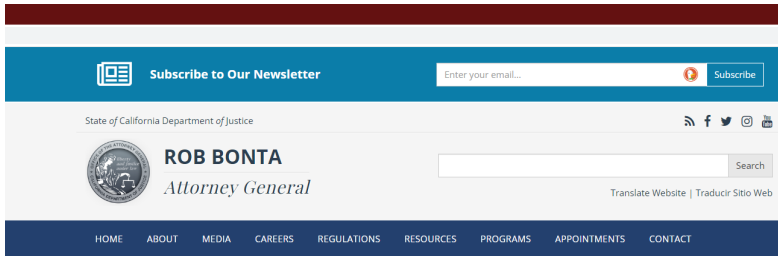 Subscribe to Our Newsletter
Enter your email...
Subscribe
State of California Department of Justice
ROB BONTA
Attorney General
Search
Translate Website | Traducir Sitio Web
HOME ABOUT MEDIA CAREERS REGULATIONS RESOURCES PROGRAMS APPOINTMENTS CONTACT